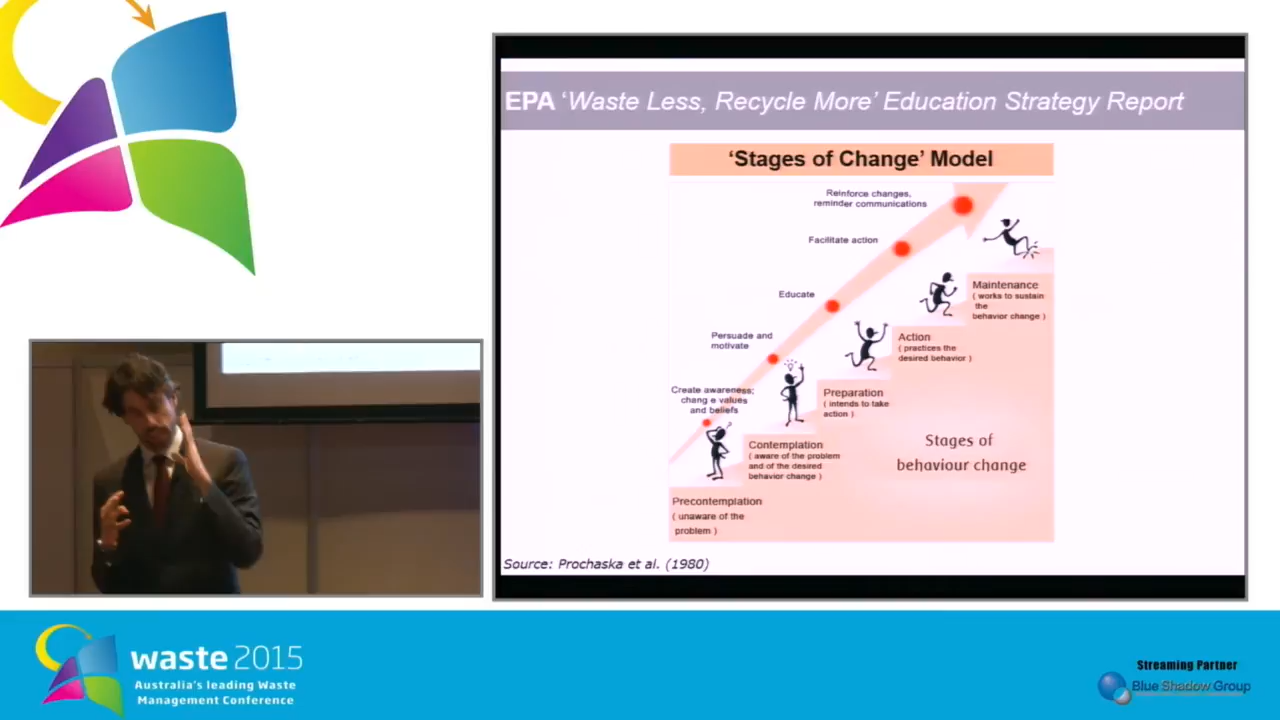 EPA ‘Waste Less, Recycle More’ Education Strategy Report
‘Stages of Change’ Model
Reinforce changes,
reminder communications
Facilitate action
Educate
Persuade and
motivate
Create awareness;
chang e values
and beliefs
Maintenance
( works to sustain
the
behavior change )
Action
( practices the
desired behavior )
Preparation
( intends to take
action )
Contemplation
( aware of the problem
and of the desired
behavior change )
Precontemplation
( unaware of the
problem )
Stages of
behaviour change
Source: Prochaska et al. (1980)
waste 2015
Australia's leading Waste
Management Conference
Streaming Partner
Blue Shadow Group